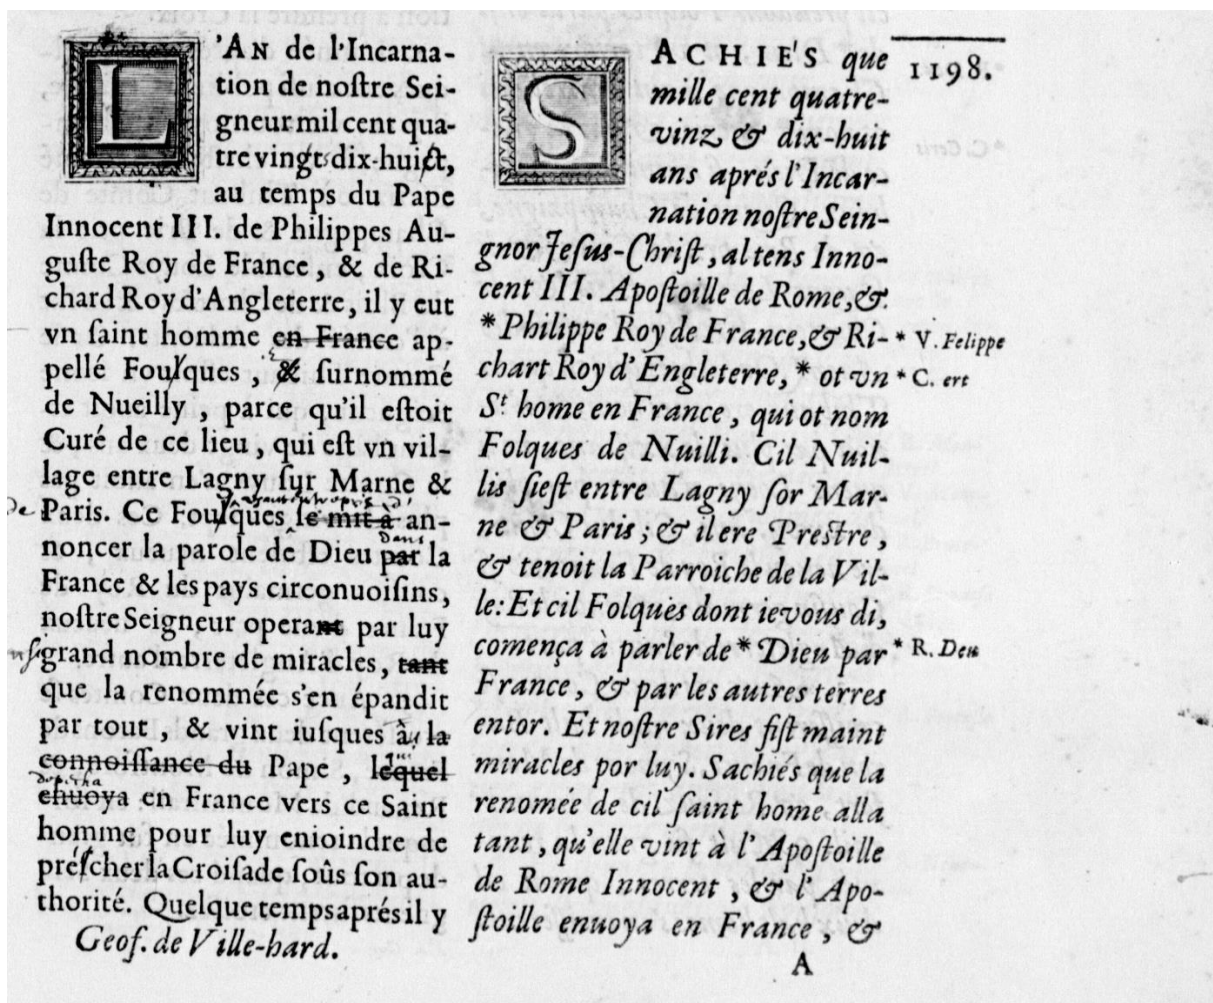 L'AN de l'Incarna-
tion de nostre Sei-
gneur mil cent qua-
tre vingts dix-huict,
au temps du Pape
Innocent III. de Philippes Au-
guste Roy de France, & de Ri-
chard Roy d'Angleterre, il y eut
vn saint homme en France ap-
pellé Foulques, & surnommé
de Nueilly, parce qu'il estoit
Curé de ce lieu, qui est vn vil-
lage entre Lagny sur Marne &
Paris. Ce Foulques se mit à an-
noncer la parole de Dieu par la
dans
France & les pays circonuoisins,
nostre Seigneur operant par luy
grand nombre de miracles, tant
que la renommée s'en épandit
par tout, & vint iusques à la
au
connoissance du Pape, lequel
qui
enuoya en France vers ce Saint
depescha
homme pour luy enioindre de
préscher la Croisade soûs son au-
thorité. Quelque temps aprés il y
Geof. de Ville-hard.
SACHIE'S que
mille cent quatre-
vinz & dix-huit
ans aprés l'Incar-
nation nostre Sein-
gnor Jesus-Christ, al tens Inno-
cent III. Apostoille de Rome, &
* Philippe Roy de France, & Ri-
chart Roy d'Engleterre, * ot vn
St home en France, qui ot nom
Folques de Nuilli. Cil Nuil-
lis siest entre Lagny sor Mar-
ne & Paris; & il ere Prestre,
& tenoit la Parroiche de la Vil-
le: Et cil Folques dont ie vous di,
comença à parler de * Dieu par
France, & par les autres terres
entor. Et nostre Sires fist maint
miracles por luy. Sachiés que la
renomée de cil saint home alla
tant, qu'elle vint à l'Apostoille
de Rome Innocent, & l'Apo-
stoille enuoya en France, &
A
1198.
* V. Felippe
* C. ert
* R. Deu